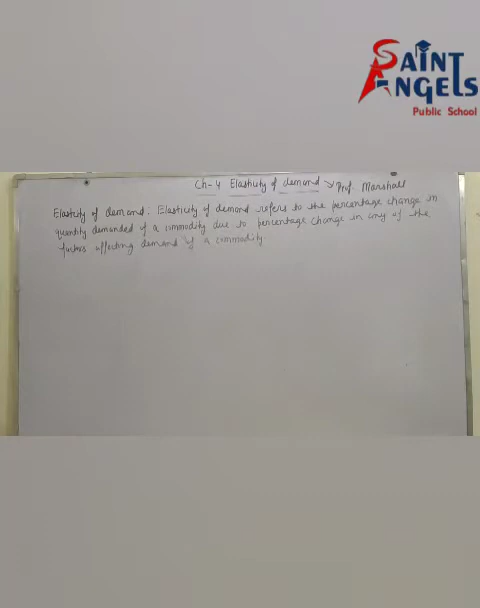 SAINT
ANGELS
Public School
Ch-4 Elasticity of demand → Prof. Marshall
Elasticity of demand: Elasticity of demand refers to the percentage change in
quantity demanded of a commodity due to percentage change in any of the
factors affecting demand of a commodity.